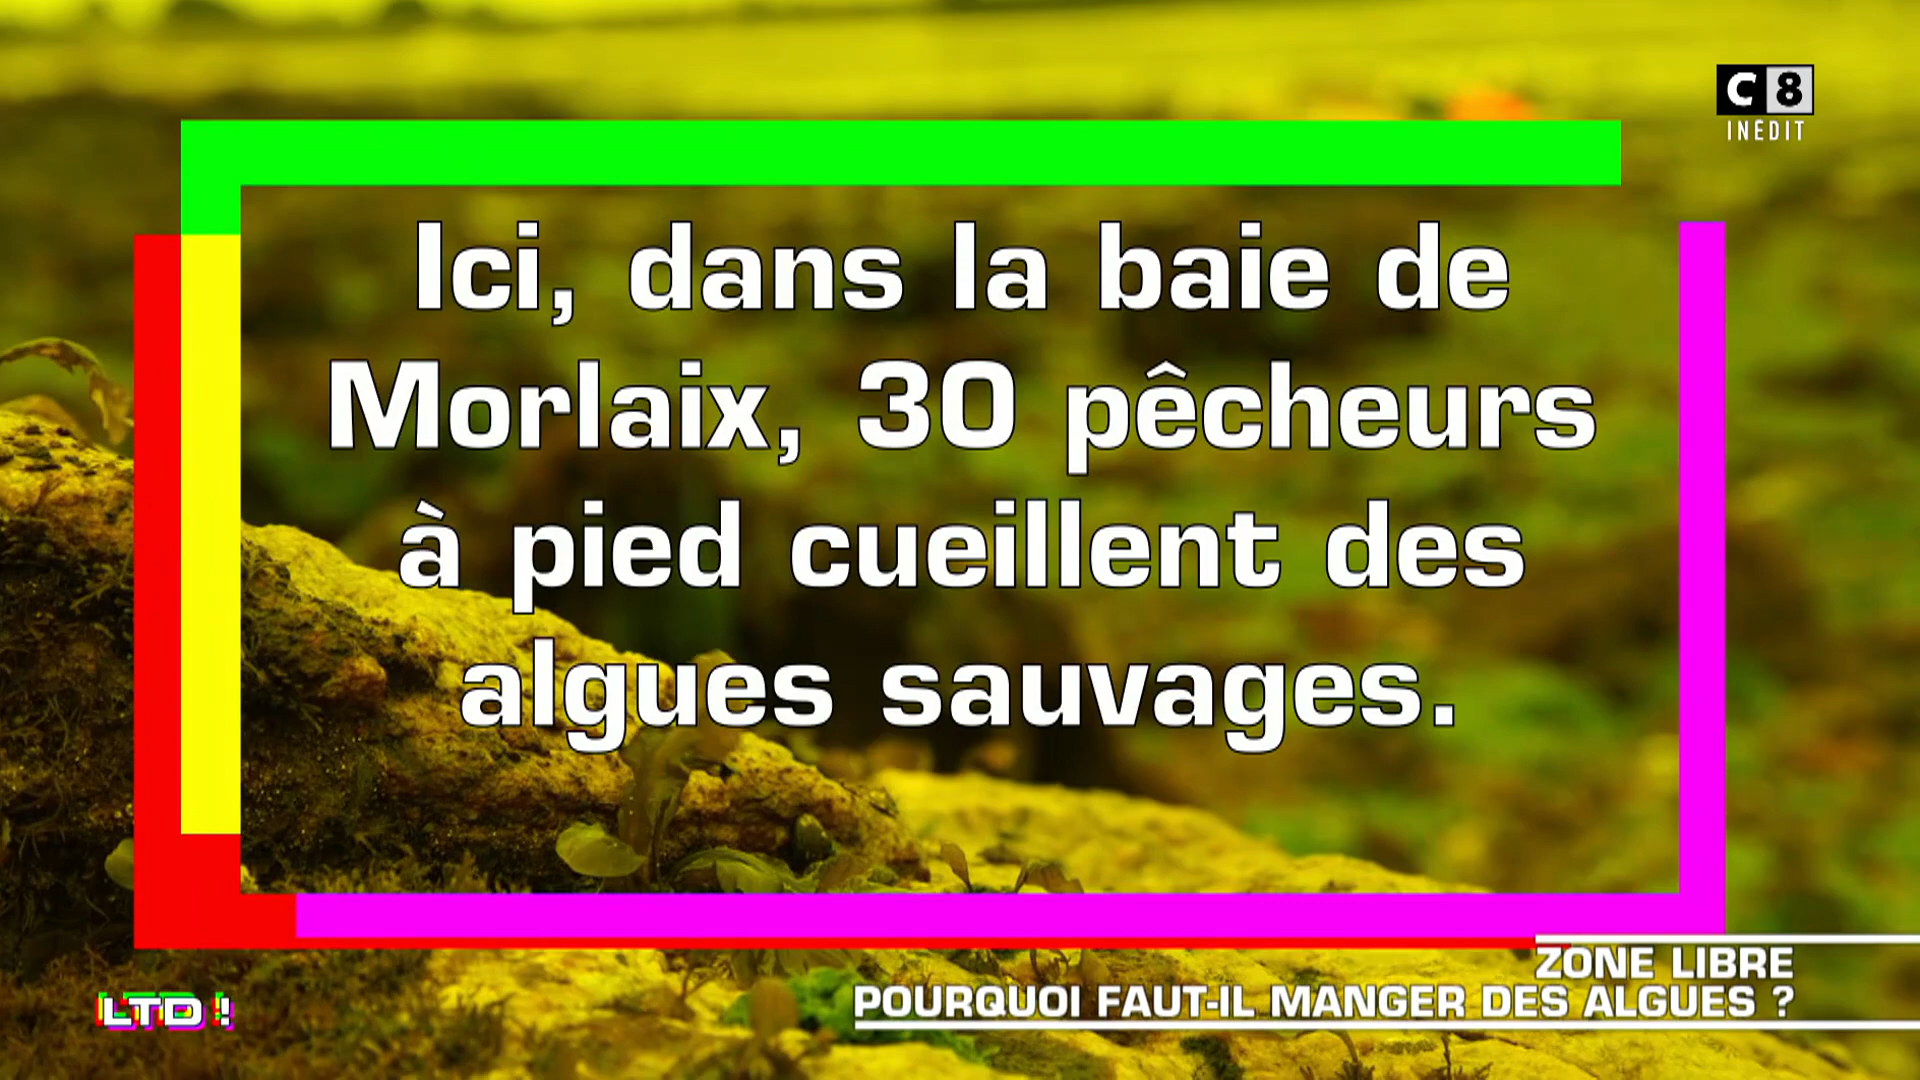 C8
INÉDIT
Ici, dans la baie de
Morlaix, 30 pêcheurs
à pied cueillent des
algues sauvages.
ZONE LIBRE
POURQUOI FAUT-IL MANGER DES ALGUES ?
LTD !